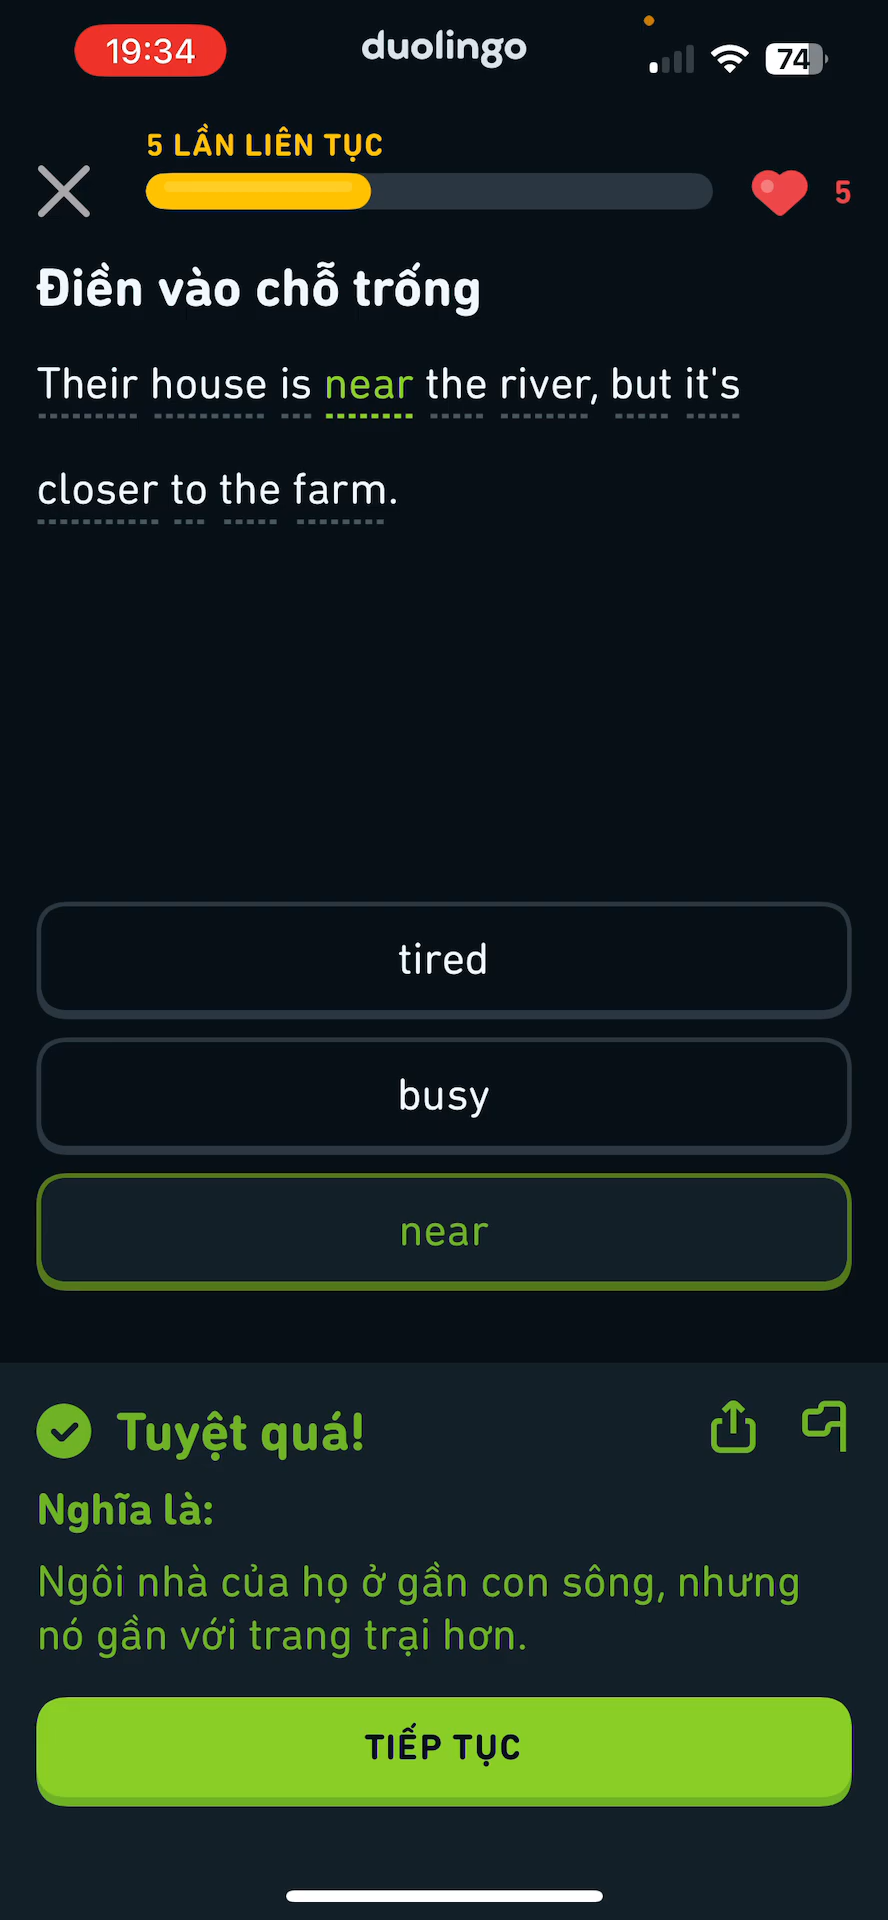 19:34
duolingo
74
5 LẦN LIÊN TỤC
5
Điền vào chỗ trống
Their house is near the river, but it's
closer to the farm.
tired
busy
near
Tuyệt quá!
Nghĩa là:
Ngôi nhà của họ ở gần con sông, nhưng
nó gần với trang trại hơn.
TIẾP TỤC